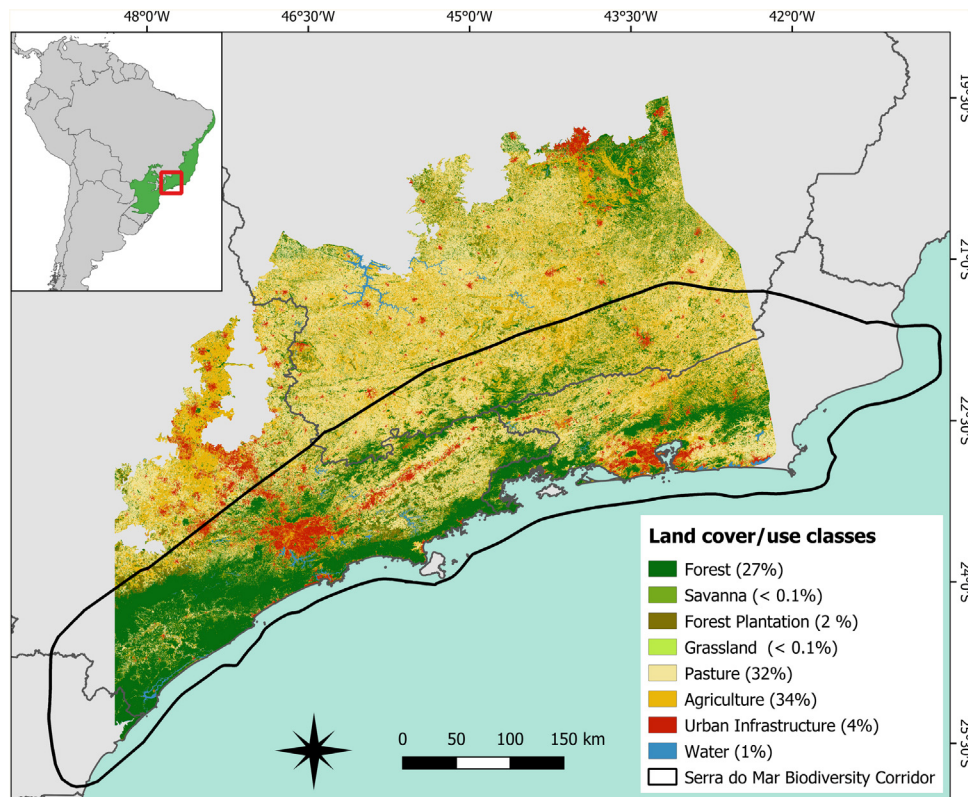 48°0'W 46°30'W 45°0'W 43°30'W 42°0'W
19°30'S
21°0'S
22°30'S
24°0'S
25°30'S
Land cover/use classes
Forest (27%)
Savanna (< 0.1%)
Forest Plantation (2 %)
Grassland (< 0.1%)
Pasture (32%)
Agriculture (34%)
Urban Infrastructure (4%)
Water (1%)
Serra do Mar Biodiversity Corridor
0 50 100 150 km